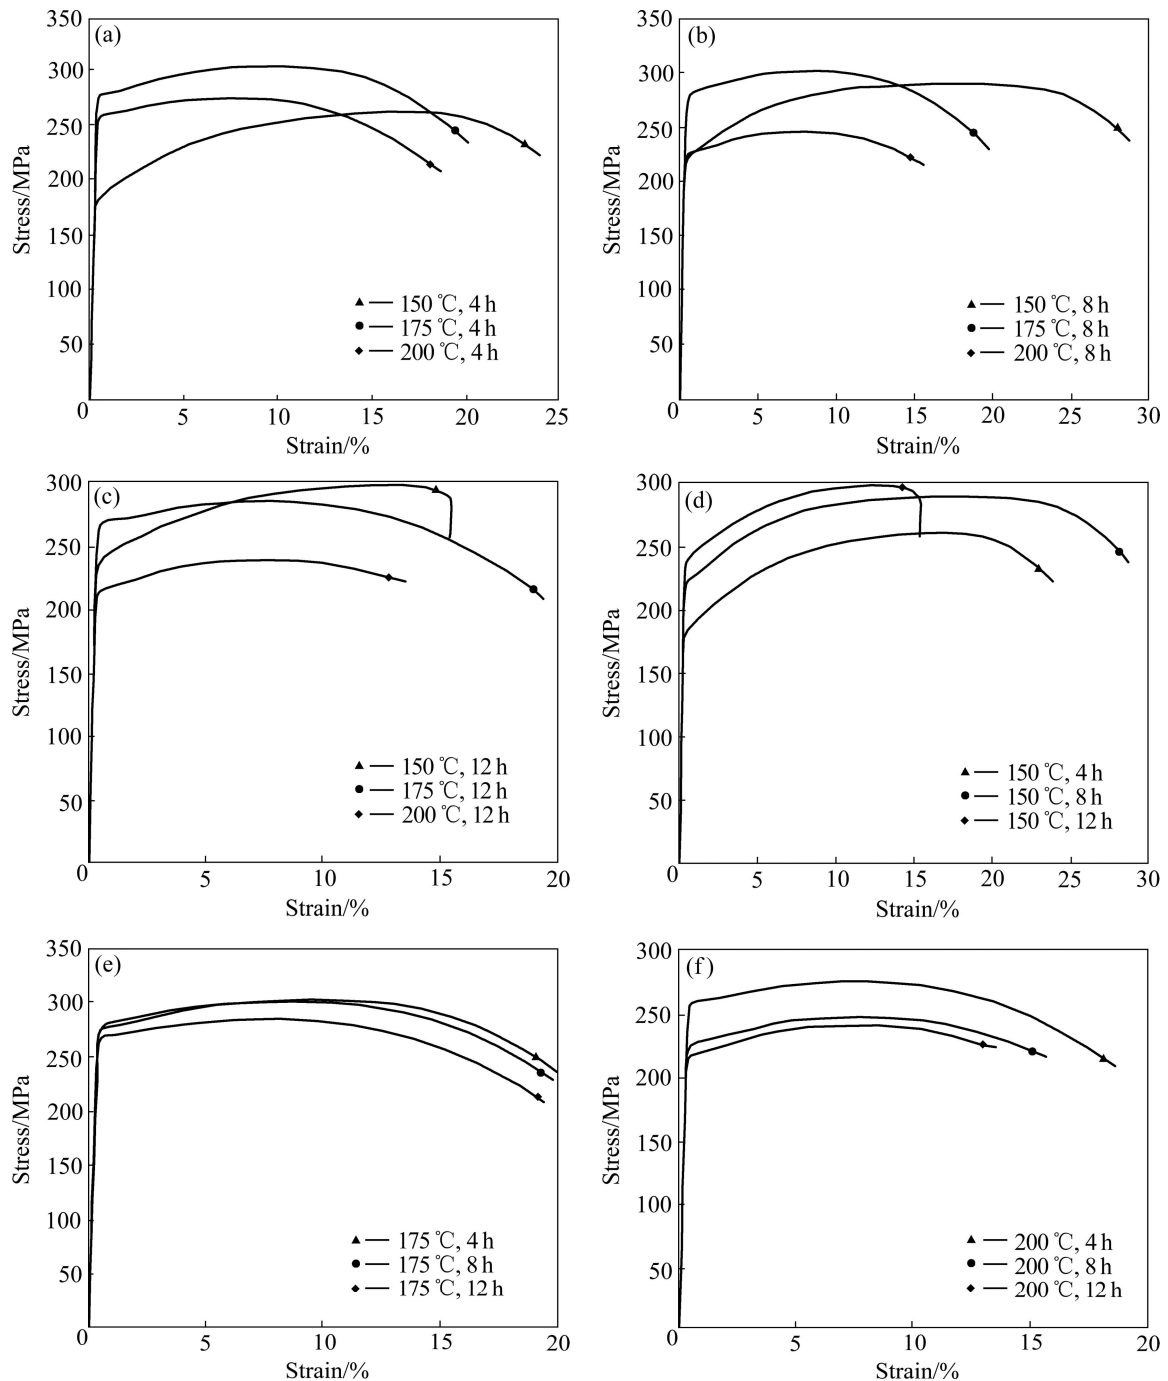 (a)
350
300
250
200
150
100
50
0
5
10
15
20
25
Stress/MPa
Strain/%
150 ℃, 4 h
175 ℃, 4 h
200 ℃, 4 h
(b)
350
300
250
200
150
100
50
0
5
10
15
20
25
30
Stress/MPa
Strain/%
150 ℃, 8 h
175 ℃, 8 h
200 ℃, 8 h
(c)
300
250
200
150
100
50
0
5
10
15
20
Stress/MPa
Strain/%
150 ℃, 12 h
175 ℃, 12 h
200 ℃, 12 h
(d)
300
250
200
150
100
50
0
5
10
15
20
25
30
Stress/MPa
Strain/%
150 ℃, 4 h
150 ℃, 8 h
150 ℃, 12 h
(e)
350
300
250
200
150
100
50
0
5
10
15
20
Stress/MPa
Strain/%
175 ℃, 4 h
175 ℃, 8 h
175 ℃, 12 h
(f)
300
250
200
150
100
50
0
5
10
15
20
Stress/MPa
Strain/%
200 ℃, 4 h
200 ℃, 8 h
200 ℃, 12 h